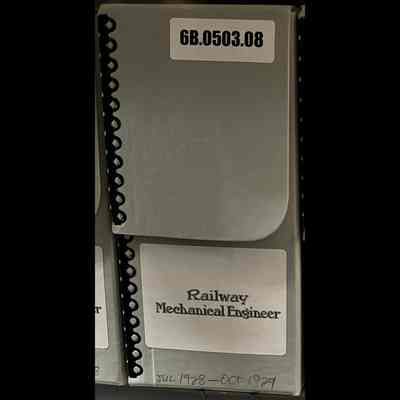 6B.0503.08
Railway
Mechanical Engineer
JUL 1928 - OCT 1929